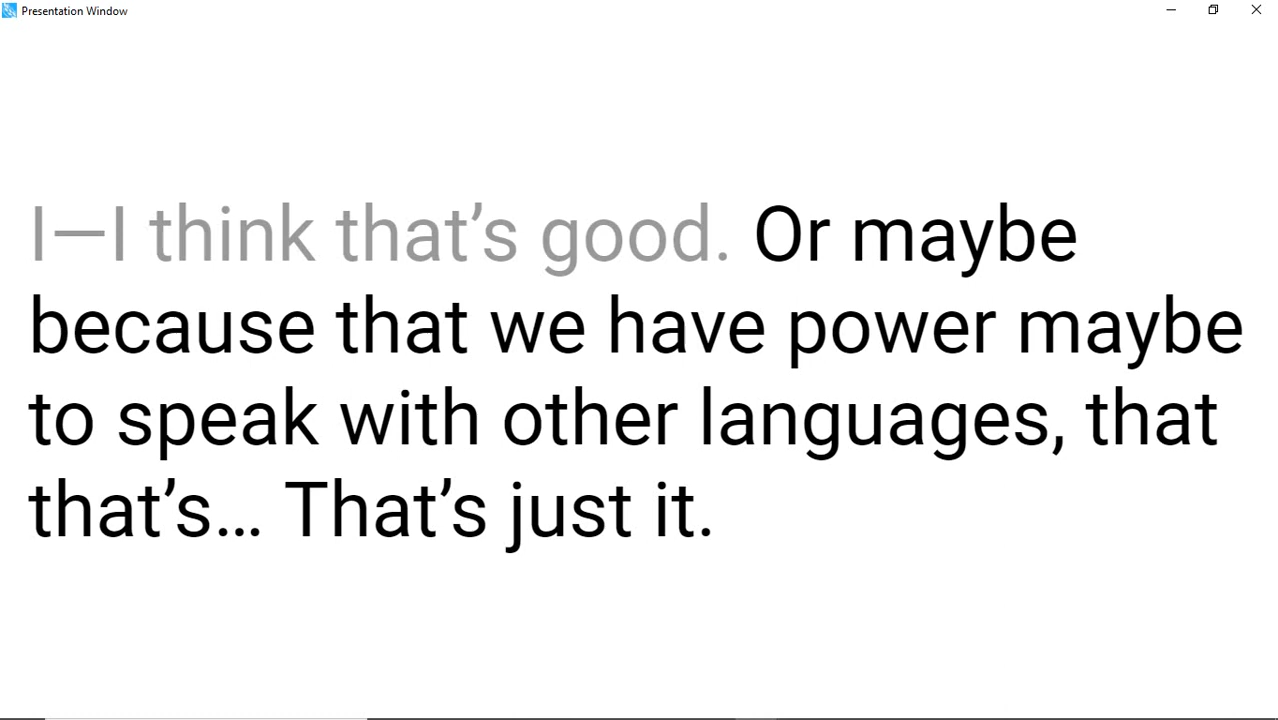 Presentation Window
I—I think that’s good. Or maybe
because that we have power maybe
to speak with other languages, that
that’s… That’s just it.